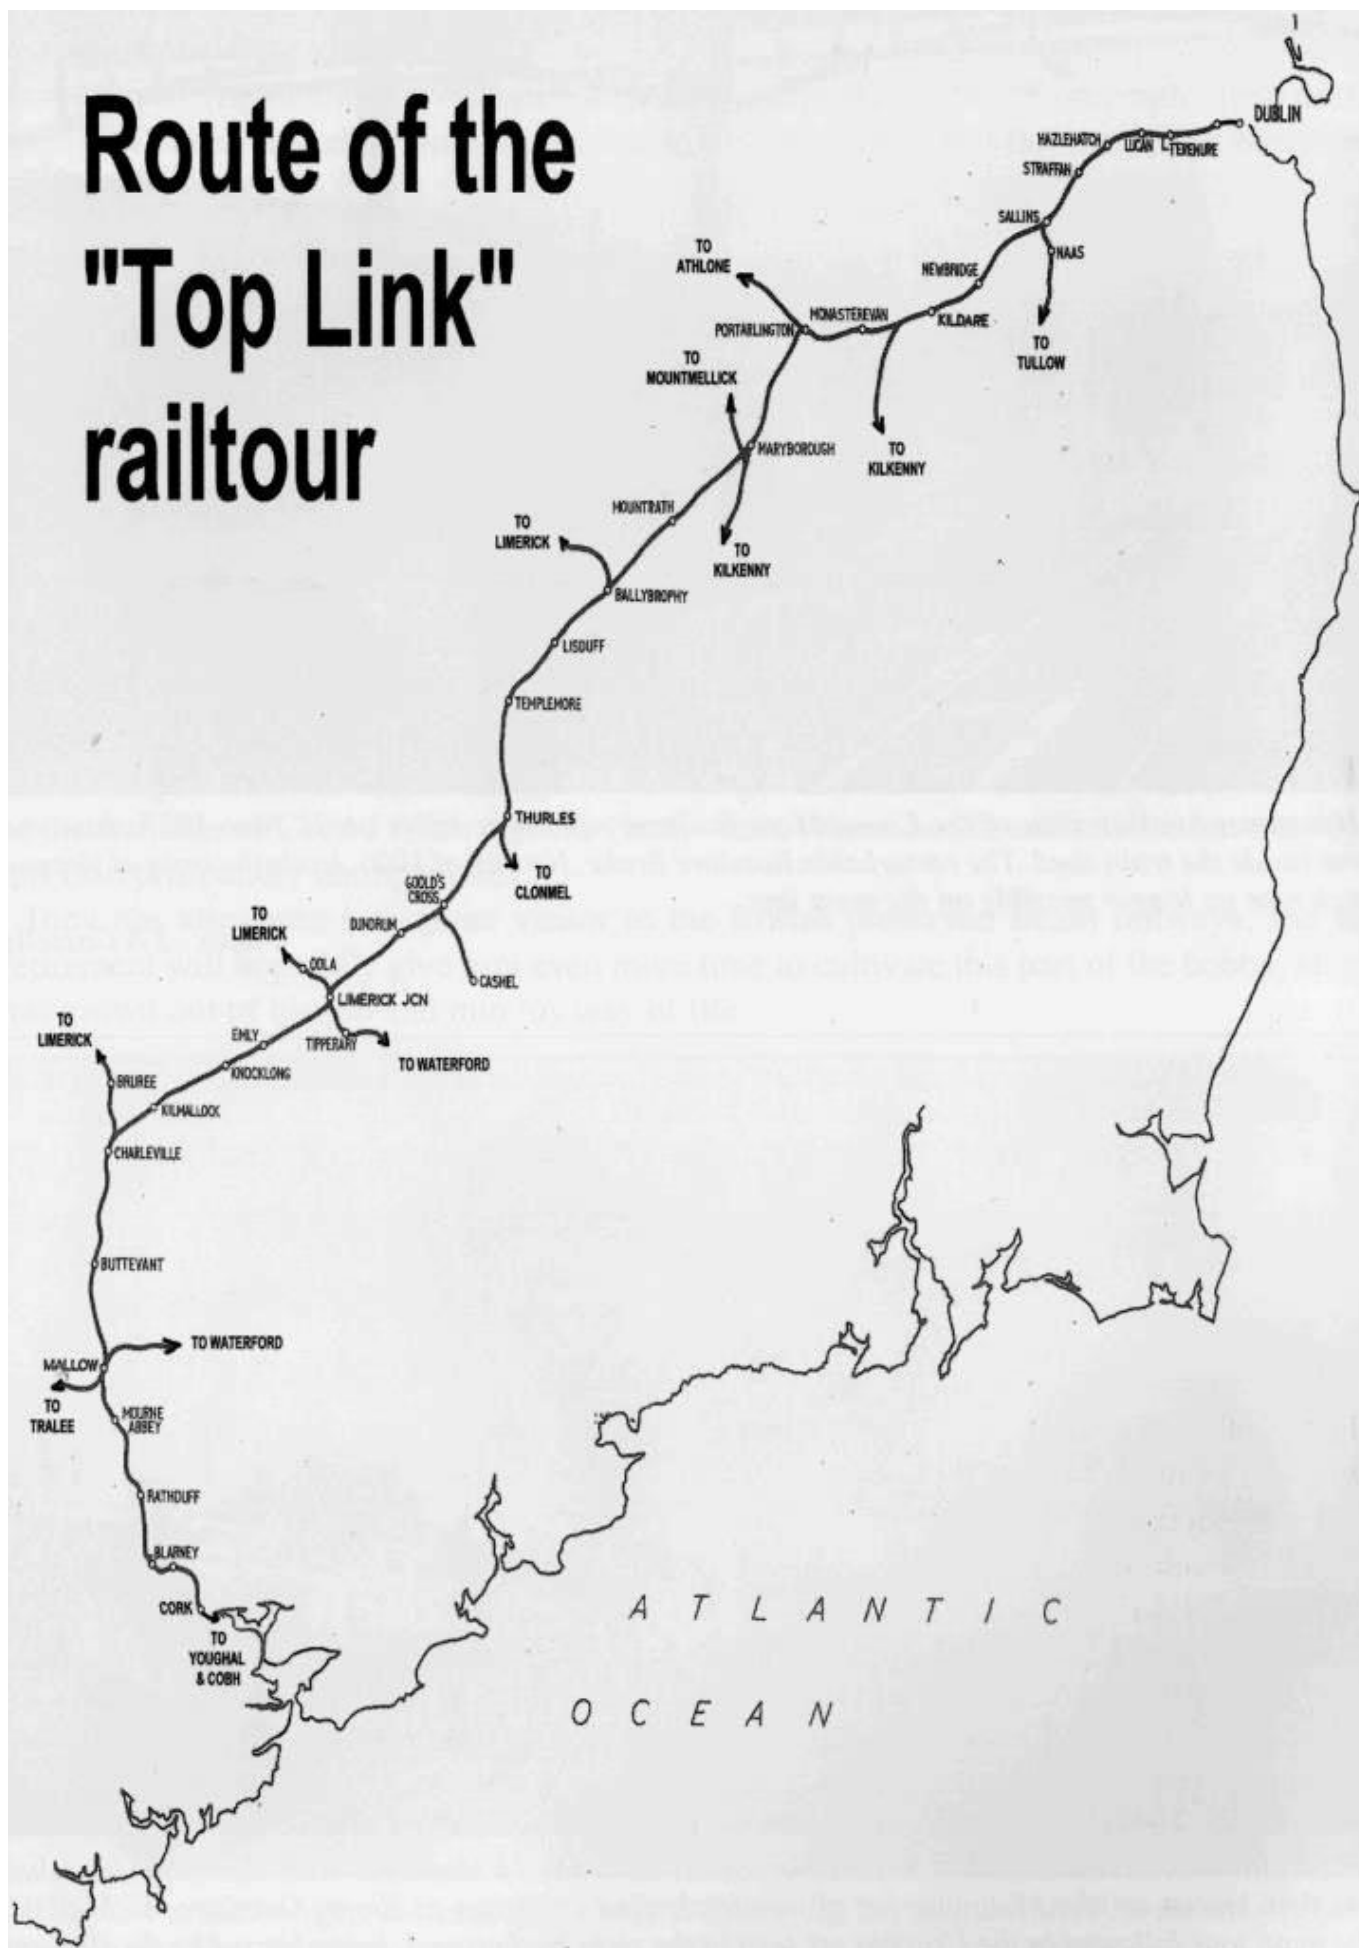 Route of the
"Top Link"
railtour
DUBLIN
TERENURE
LUCAN
HAZLEHATCH
STRAFFAN
SALLINS
NAAS
TO
TULLOW
NEWBRIDGE
KILDARE
TO
KILKENNY
MONASTEREVAN
PORTARLINGTON
TO
ATHLONE
TO
MOUNTMELLICK
MARYBOROUGH
TO
KILKENNY
MOUNTRATH
TO
LIMERICK
BALLYBROPHY
LISDUFF
TEMPLEMORE
THURLES
TO
CLONMEL
GOOLD'S
CROSS
CASHEL
DUNDRUM
TO
LIMERICK
OOLA
LIMERICK JCN
TIPPERARY
TO WATERFORD
EMLY
KNOCKLONG
KILMALLOCK
TO
LIMERICK
BRUREE
CHARLEVILLE
BUTTEVANT
TO WATERFORD
MALLOW
TO
TRALEE
MOURNE
ABBEY
RATHDUFF
BLARNEY
CORK
TO
YOUGHAL
& COBH
ATLANTIC
OCEAN